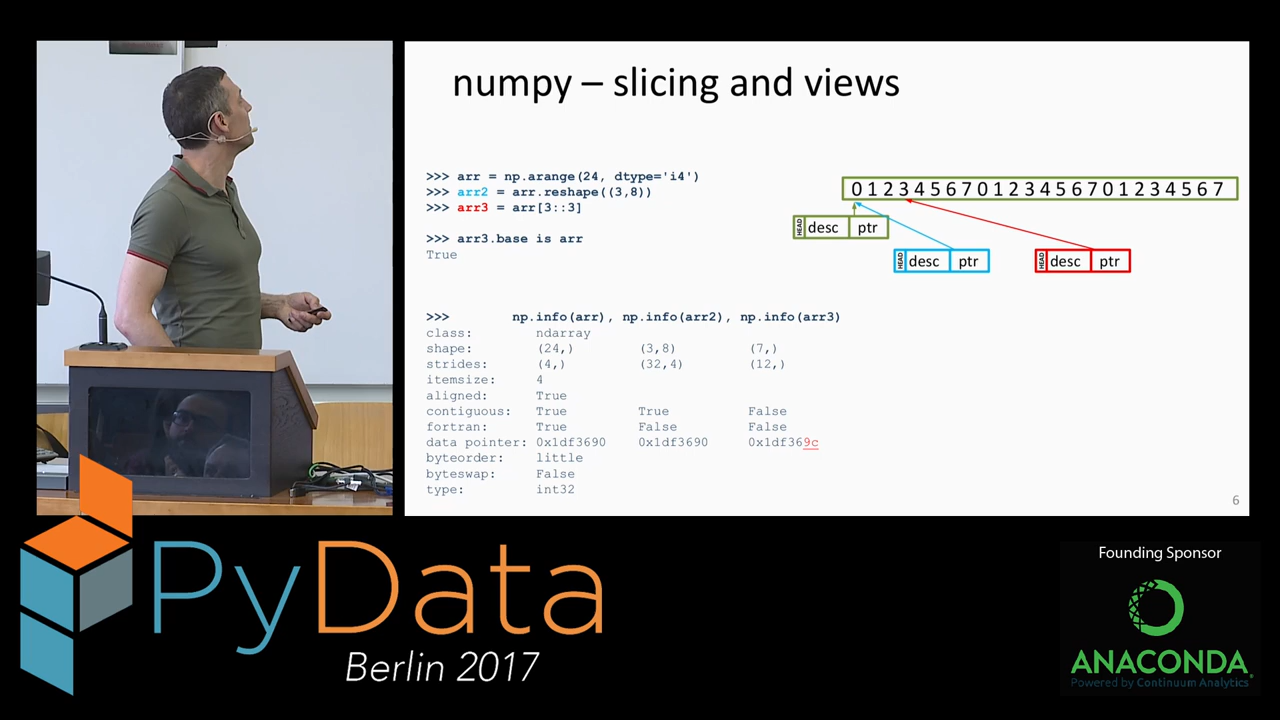 numpy – slicing and views
>>> arr = np.arange(24, dtype='i4')
>>> arr2 = arr.reshape((3,8))
>>> arr3 = arr[3::3]
>>> arr3.base is arr
True
0 1 2 3 4 5 6 7 0 1 2 3 4 5 6 7 0 1 2 3 4 5 6 7
HEAD desc ptr
HEAD desc ptr
HEAD desc ptr
>>> np.info(arr), np.info(arr2), np.info(arr3)
class: ndarray
shape: (24,) (3,8) (7,)
strides: (4,) (32,4) (12,)
itemsize: 4
aligned: True
contiguous: True True False
fortran: True False False
data pointer: 0x1df3690 0x1df3690 0x1df369c
byteorder: little
byteswap: False
type: int32
6
PyData
Berlin 2017
Founding Sponsor
ANACONDA
Powered by Continuum Analytics